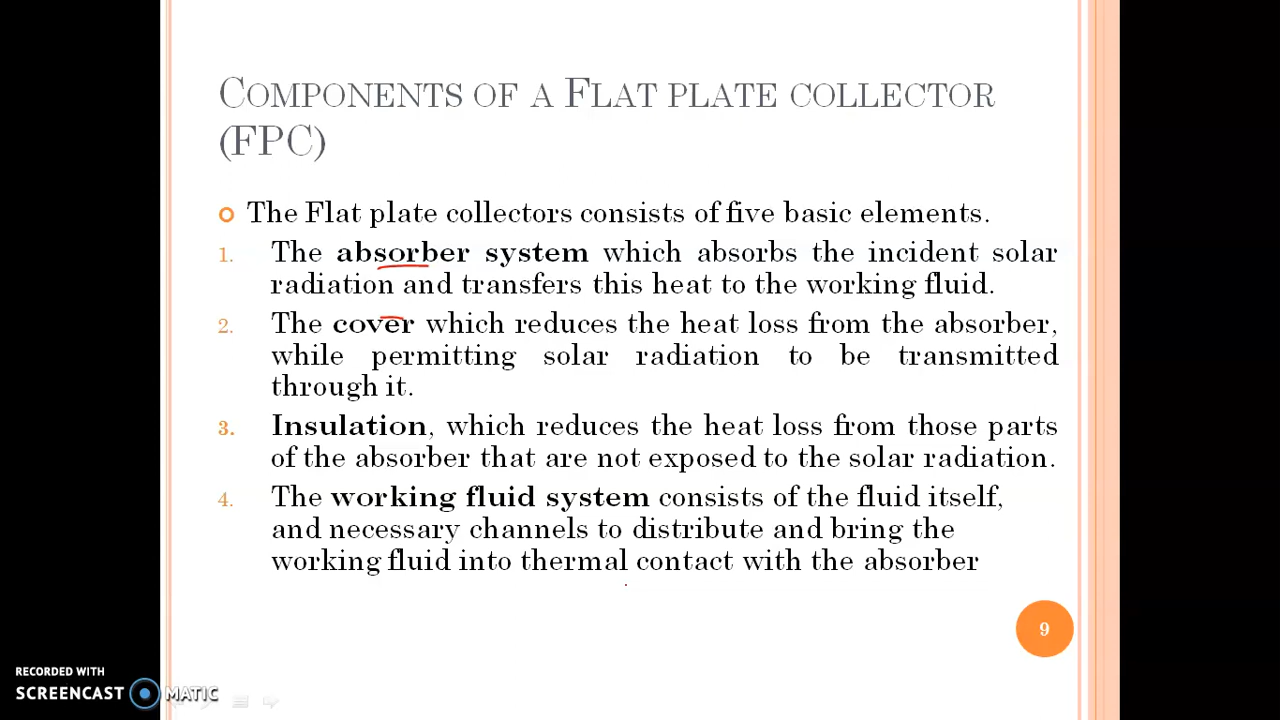 COMPONENTS OF A FLAT PLATE COLLECTOR
(FPC)
The Flat plate collectors consists of five basic elements.
1. The absorber system which absorbs the incident solar
radiation and transfers this heat to the working fluid.
2. The cover which reduces the heat loss from the absorber,
while permitting solar radiation to be transmitted
through it.
3. Insulation, which reduces the heat loss from those parts
of the absorber that are not exposed to the solar radiation.
4. The working fluid system consists of the fluid itself,
and necessary channels to distribute and bring the
working fluid into thermal contact with the absorber
9
RECORDED WITH
SCREENCAST MATIC